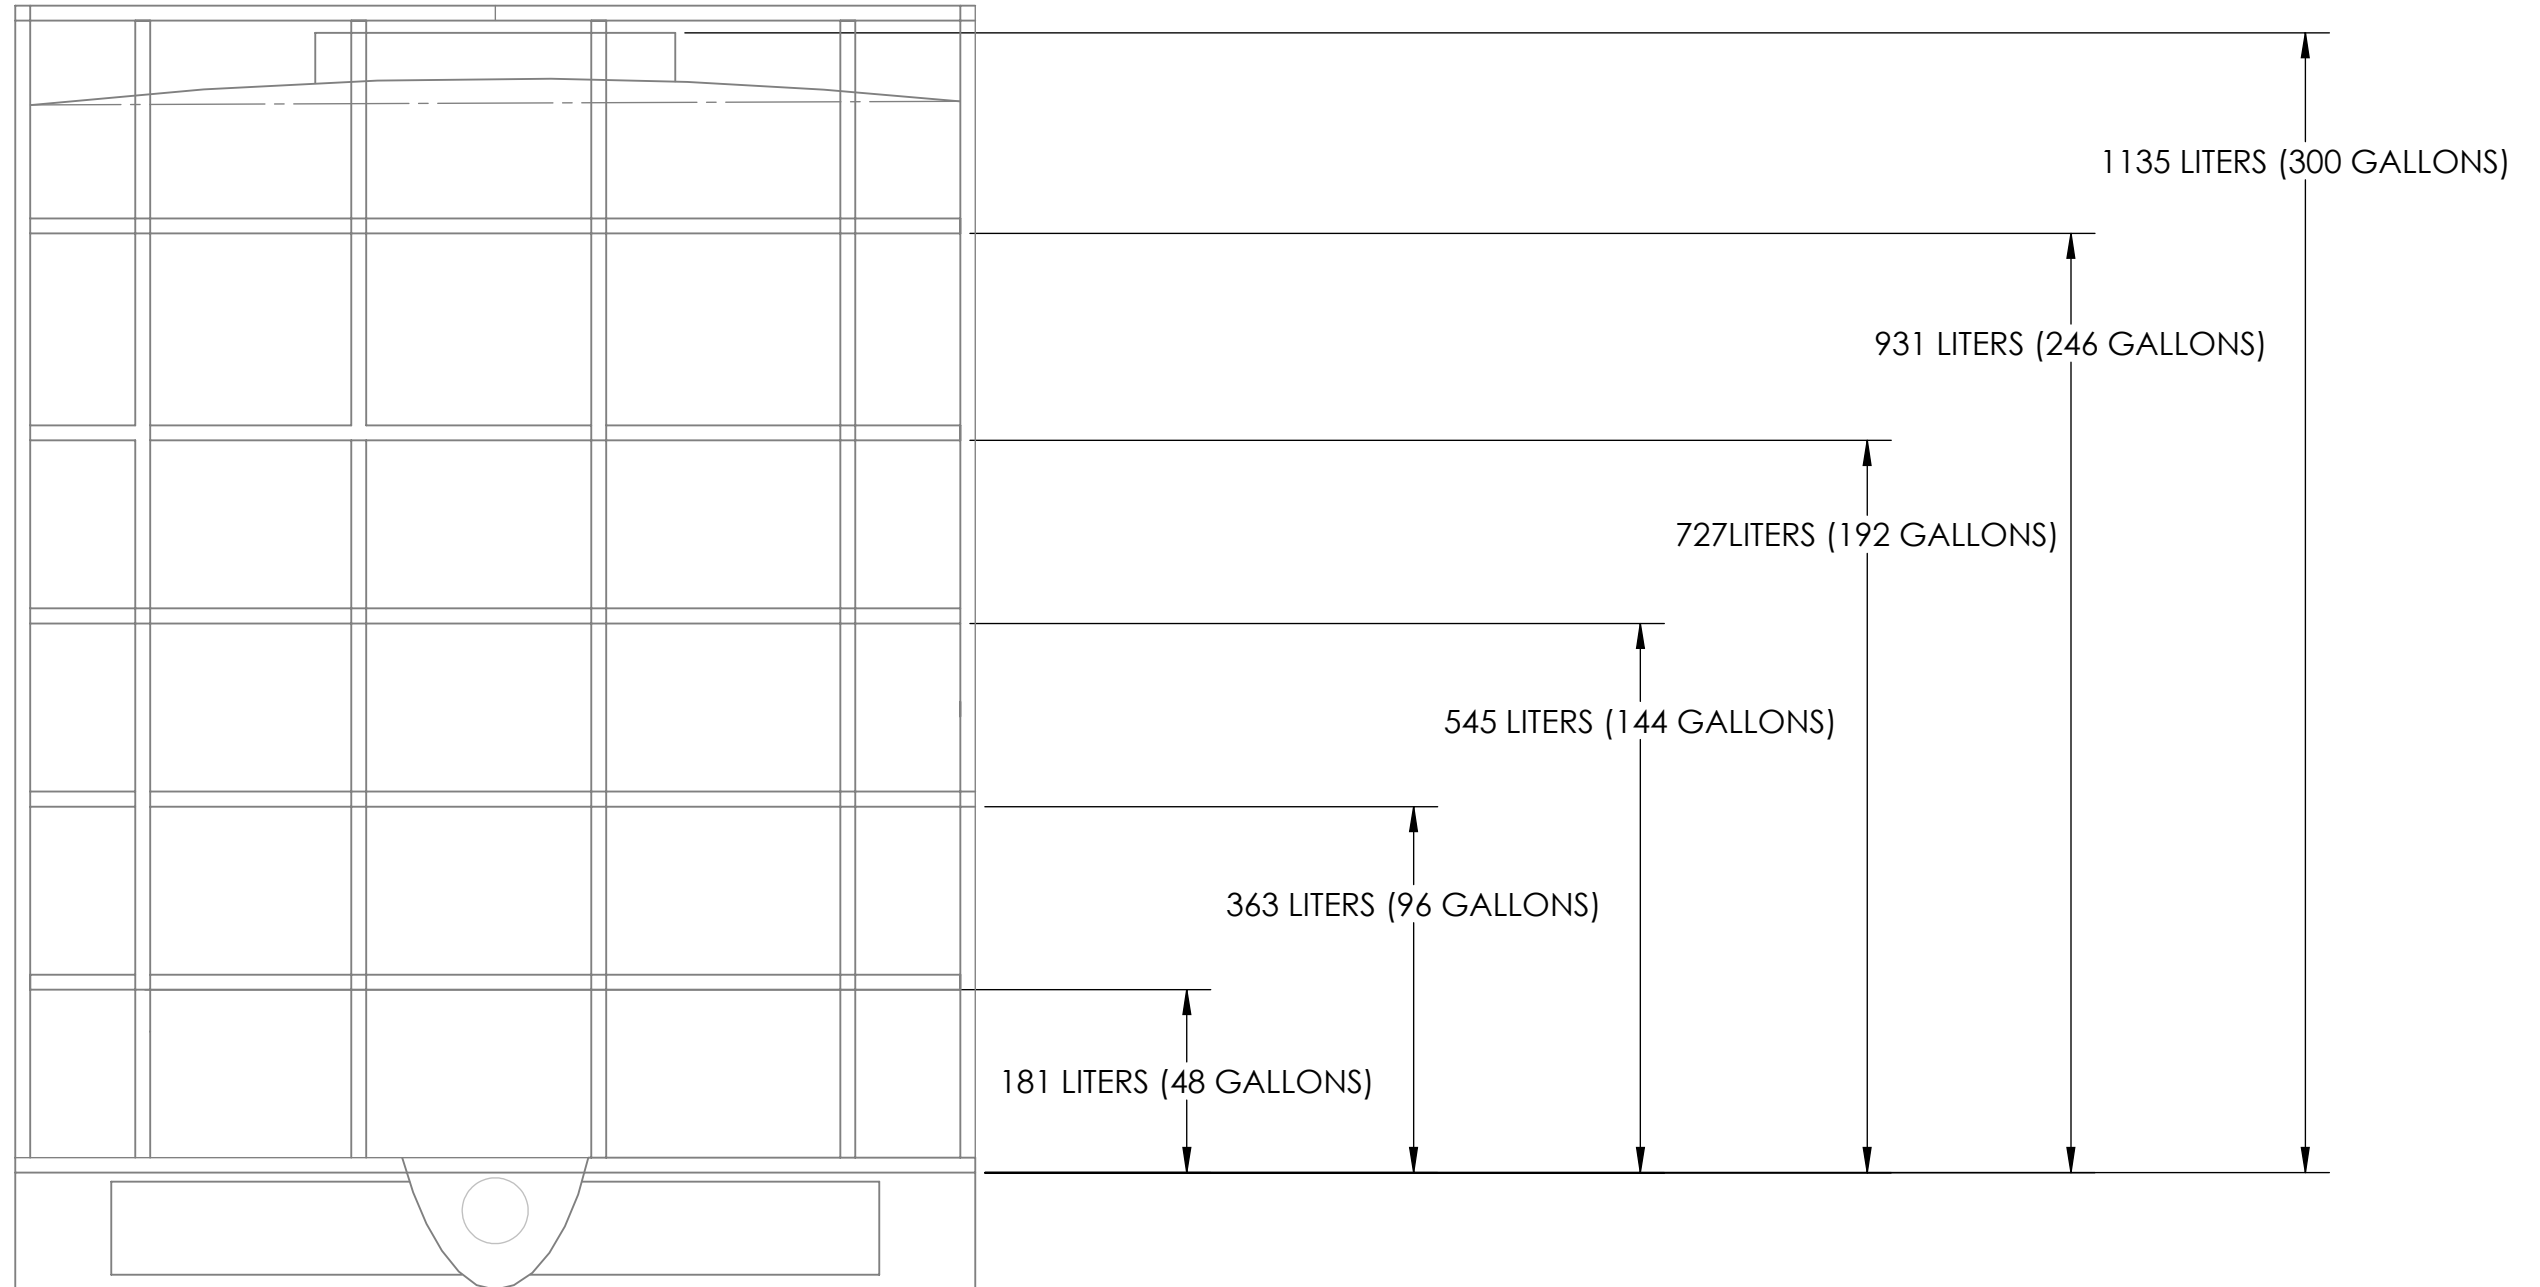 1135 LITERS (300 GALLONS)
931 LITERS (246 GALLONS)
727LITERS (192 GALLONS)
545 LITERS (144 GALLONS)
363 LITERS (96 GALLONS)
181 LITERS (48 GALLONS)